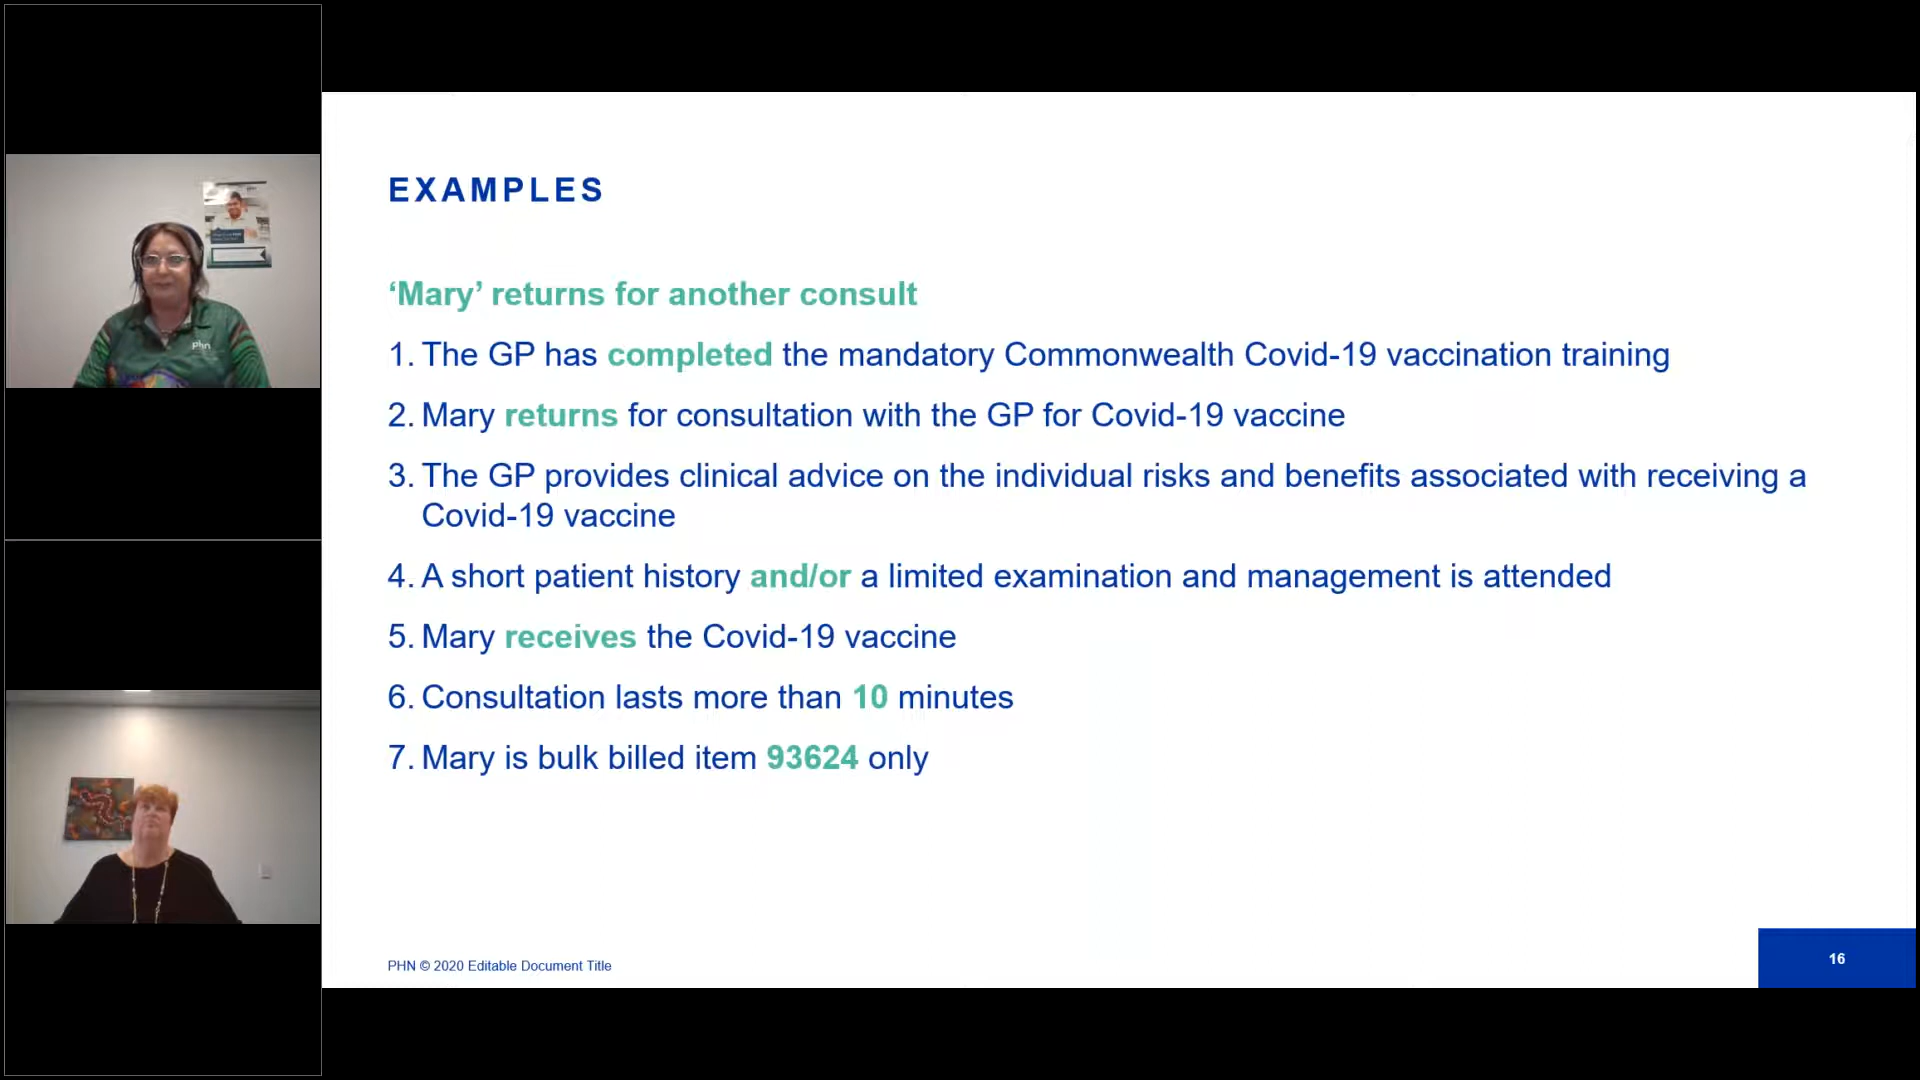 EXAMPLES
‘Mary’ returns for another consult
1. The GP has completed the mandatory Commonwealth Covid-19 vaccination training
2. Mary returns for consultation with the GP for Covid-19 vaccine
3. The GP provides clinical advice on the individual risks and benefits associated with receiving a
Covid-19 vaccine
4. A short patient history and/or a limited examination and management is attended
5. Mary receives the Covid-19 vaccine
6. Consultation lasts more than 10 minutes
7. Mary is bulk billed item 93624 only
PHN © 2020 Editable Document Title
16
phn